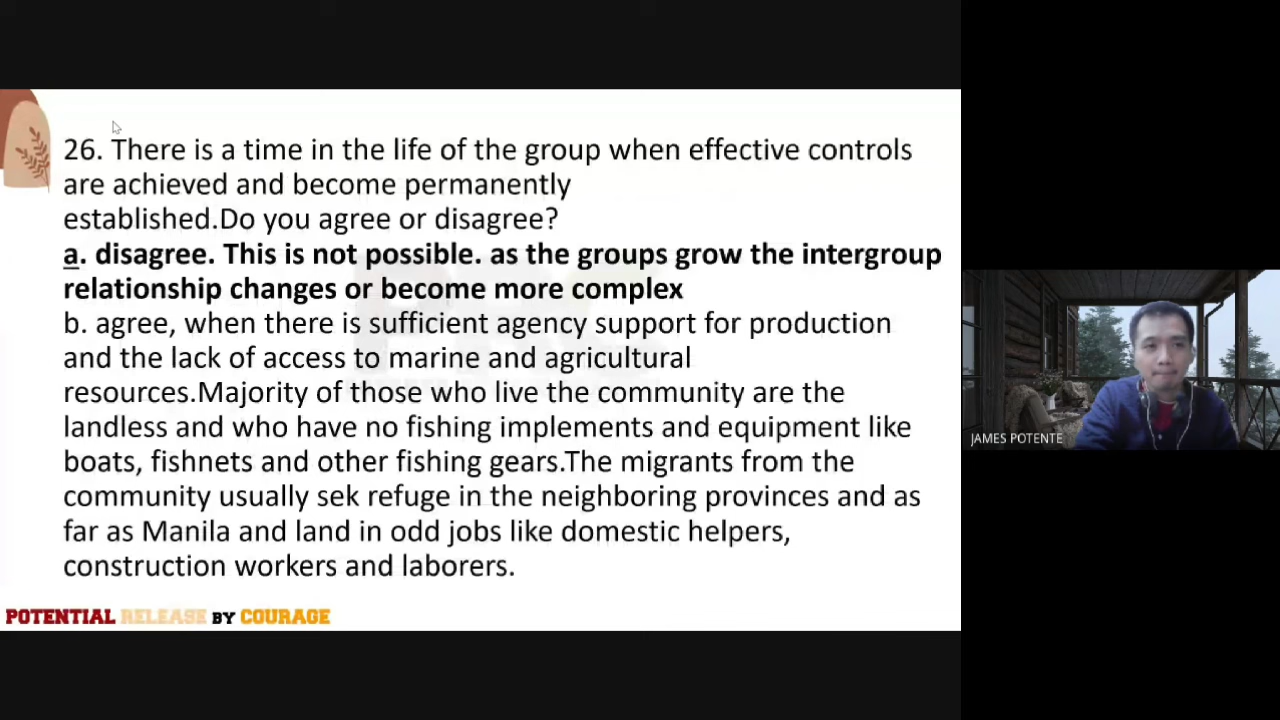 26. There is a time in the life of the group when effective controls
are achieved and become permanently
established.Do you agree or disagree?
a. disagree. This is not possible. as the groups grow the intergroup
relationship changes or become more complex
b. agree, when there is sufficient agency support for production
and the lack of access to marine and agricultural
resources.Majority of those who live the community are the
landless and who have no fishing implements and equipment like
boats, fishnets and other fishing gears.The migrants from the
community usually sek refuge in the neighboring provinces and as
far as Manila and land in odd jobs like domestic helpers,
construction workers and laborers.
POTENTIAL RELEASE BY COURAGE
JAMES POTENTE